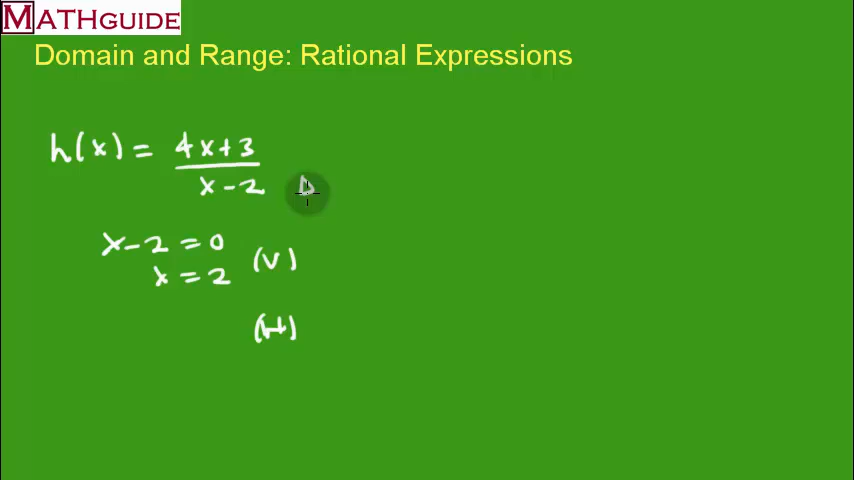 MATHGUIDE
Domain and Range: Rational Expressions
h(x) = 4x+3
x-2
x-2 = 0
x = 2 (V)
(H)